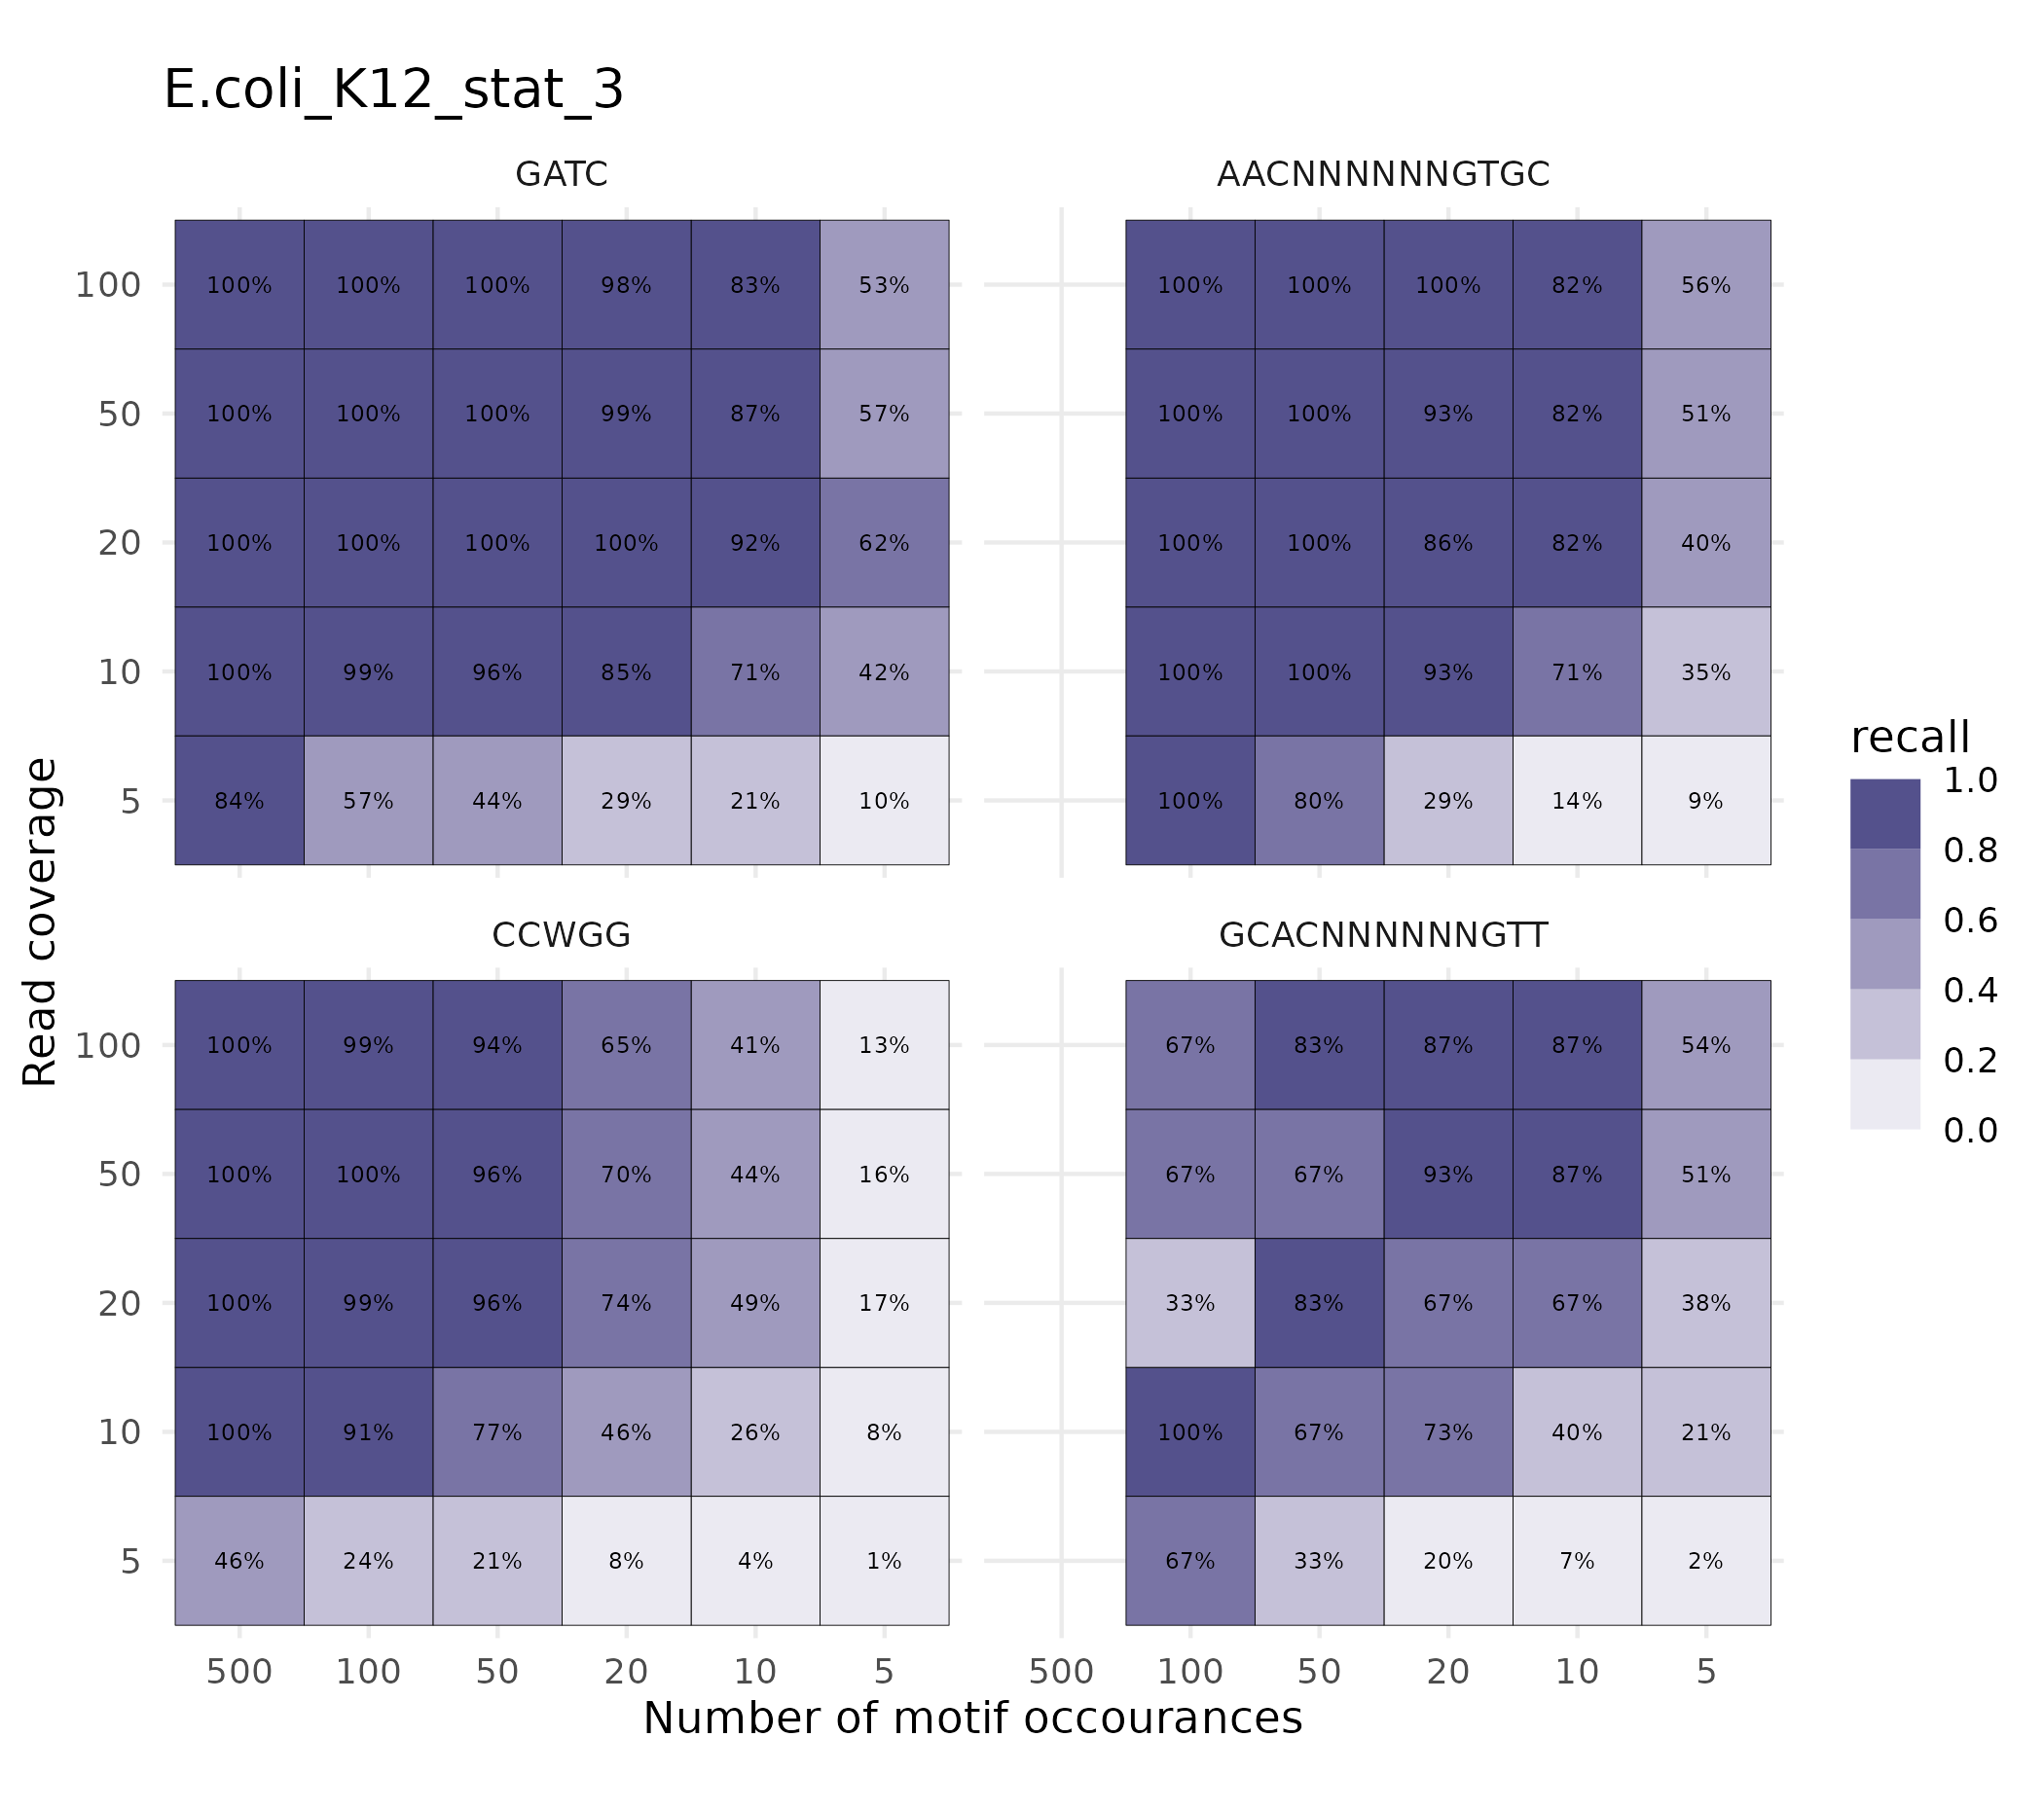 E.coli_K12_stat_3
GATC AACNNNNNNGTGC
100 100% 100% 100% 98% 83% 53% 100% 100% 100% 82% 56%
50 100% 100% 100% 99% 87% 57% 100% 100% 93% 82% 51%
20 100% 100% 100% 100% 92% 62% 100% 100% 86% 82% 40%
10 100% 99% 96% 85% 71% 42% 100% 100% 93% 71% 35%
5 84% 57% 44% 29% 21% 10% 100% 80% 29% 14% 9%
CCWGG GCACNNNNNNGTT
100 100% 99% 94% 65% 41% 13% 67% 83% 87% 87% 54%
50 100% 100% 96% 70% 44% 16% 67% 67% 93% 87% 51%
20 100% 99% 96% 74% 49% 17% 33% 83% 67% 67% 38%
10 100% 91% 77% 46% 26% 8% 100% 67% 73% 40% 21%
5 46% 24% 21% 8% 4% 1% 67% 33% 20% 7% 2%
500 100 50 20 10 5 500 100 50 20 10 5
Number of motif occourances
Read coverage
recall
1.0
0.8
0.6
0.4
0.2
0.0